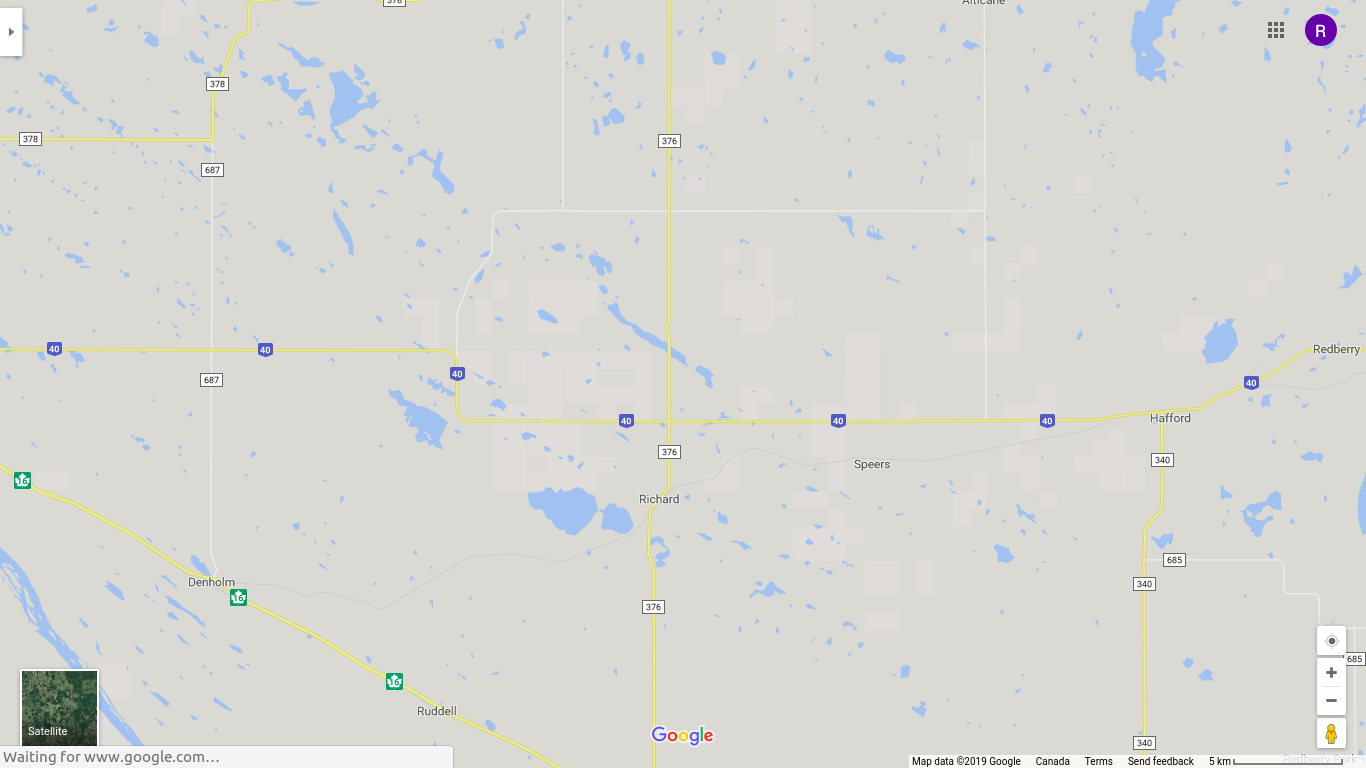 378
Alticane
R
378
378
376
687
40
40
Redberry
40
687
40
40
40
40
Hafford
376
340
Speers
16
Richard
685
Denholm
340
16
376
685
16
Ruddell
Satellite
Google
340
Waiting for www.google.com...
Map data ©2019 Google Canada Terms Send feedback 5 km
Redberry Park